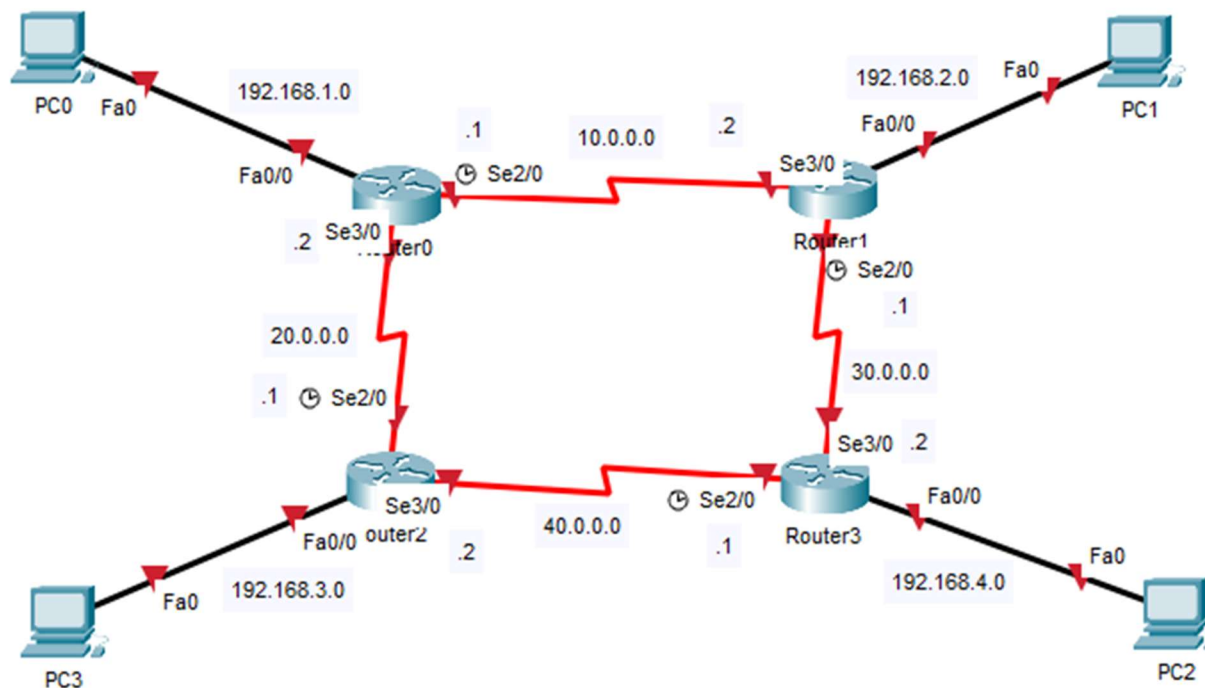 PC0
Fa0
192.168.1.0
Fa0/0
.1
Se2/0
10.0.0.0
.2
Se3/0
192.168.2.0
Fa0/0
Fa0
PC1
.2
Se3/0
Router0
Router1
Se2/0
.1
20.0.0.0
30.0.0.0
.1
Se2/0
Se3/0
.2
Se3/0
outer2
.2
40.0.0.0
Se2/0
.1
Router3
Fa0/0
Fa0
192.168.4.0
PC2
Fa0/0
192.168.3.0
Fa0
PC3